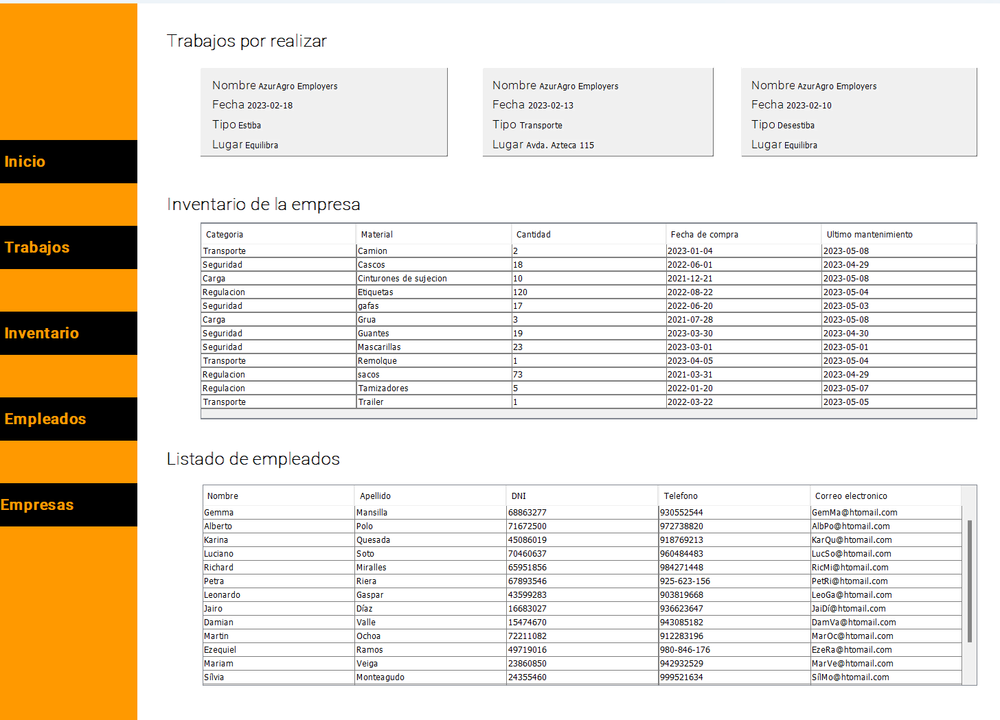 Inicio
Trabajos
Inventario
Empleados
Empresas
Trabajos por realizar
Nombre AzurAgro Employers
Fecha 2023-02-18
Tipo Estiba
Lugar Equilibra
Nombre AzurAgro Employers
Fecha 2023-02-13
Tipo Transporte
Lugar Avda. Azteca 115
Nombre AzurAgro Employers
Fecha 2023-02-10
Tipo Desestiba
Lugar Equilibra
Inventario de la empresa
Categoria Material Cantidad Fecha de compra Ultimo mantenimiento
Transporte Camion 2 2023-01-04 2023-05-08
Seguridad Cascos 18 2022-06-01 2023-04-29
Carga Cinturones de sujecion 10 2021-12-21 2023-05-08
Regulacion Etiquetas 120 2022-08-22 2023-05-04
Seguridad gafas 17 2022-06-20 2023-05-03
Carga Grua 3 2021-07-28 2023-05-08
Seguridad Guantes 19 2023-03-30 2023-04-30
Seguridad Mascarillas 23 2023-03-01 2023-05-01
Transporte Remolque 1 2023-04-05 2023-05-04
Regulacion sacos 73 2021-03-31 2023-04-29
Regulacion Tamizadores 5 2022-01-20 2023-05-07
Transporte Trailer 1 2022-03-22 2023-05-05
Listado de empleados
Nombre Apellido DNI Telefono Correo electronico
Gemma Mansilla 68863277 930552544 GemMa@htomail.com
Alberto Polo 71672500 972738820 AlbPo@htomail.com
Karina Quesada 45086019 918769213 KarQu@htomail.com
Luciano Soto 70460637 960484483 LucSo@htomail.com
Richard Miralles 65951856 984271448 RicMi@htomail.com
Petra Riera 67893546 925-623-156 PetRi@htomail.com
Leonardo Gaspar 43599283 903819668 LeoGa@htomail.com
Jairo Díaz 16683027 936623647 JaiDí@htomail.com
Damian Valle 15474670 943085182 DamVa@htomail.com
Martin Ochoa 72211082 912283196 MarOc@htomail.com
Ezequiel Ramos 49719016 980-846-176 EzeRa@htomail.com
Mariam Veiga 23860850 942932529 MarVe@htomail.com
Sílvia Monteagudo 24355460 999521634 SílMo@htomail.com